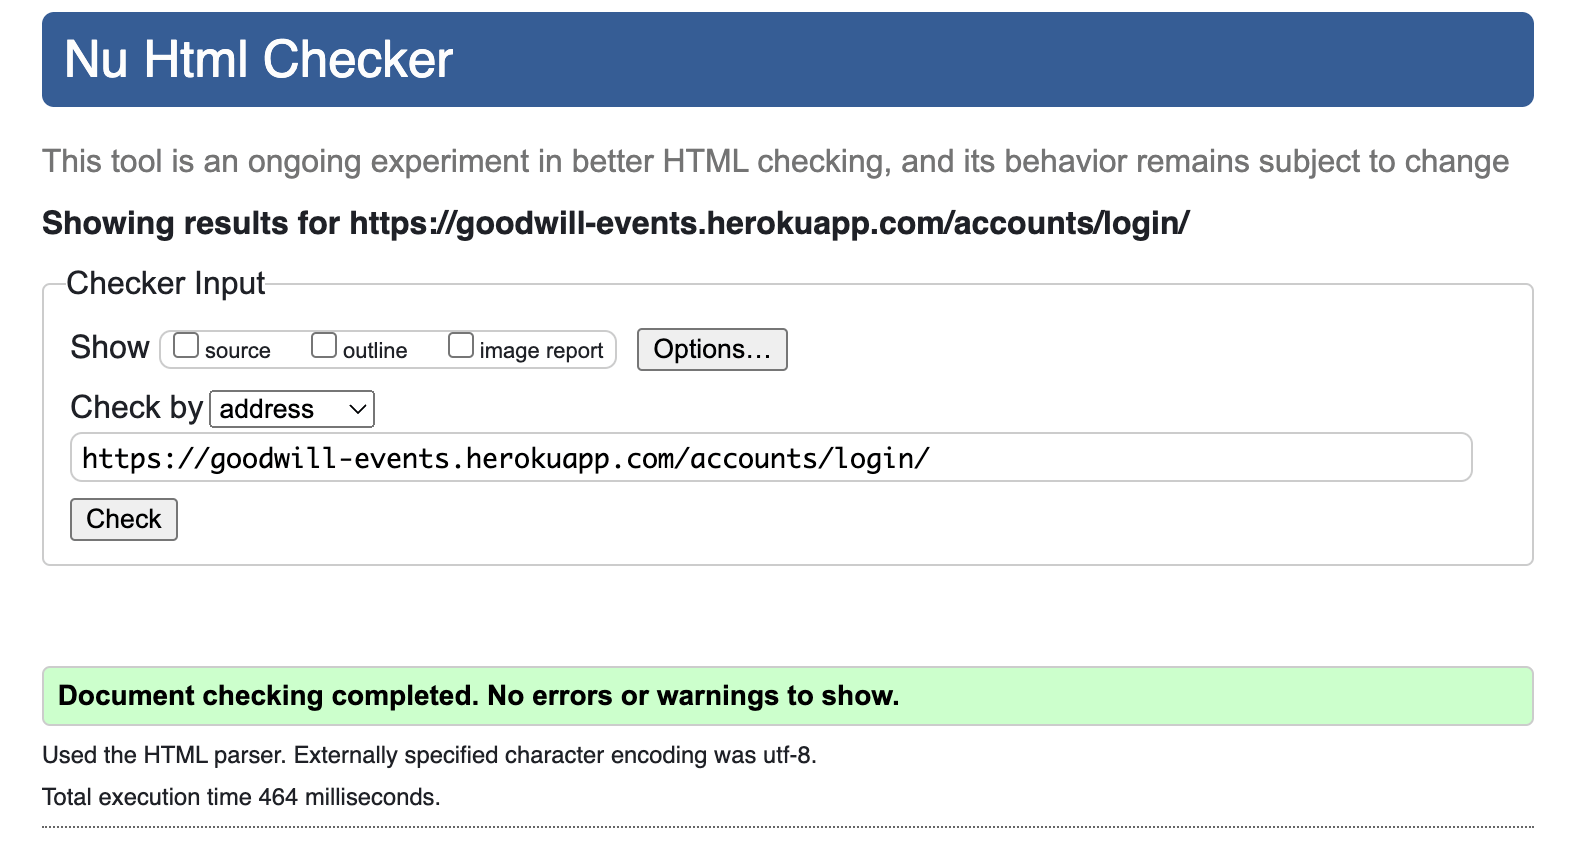 Nu Html Checker
This tool is an ongoing experiment in better HTML checking, and its behavior remains subject to change
Showing results for https://goodwill-events.herokuapp.com/accounts/login/
Checker Input
Show source outline image report Options...
Check by address
https://goodwill-events.herokuapp.com/accounts/login/
Check
Document checking completed. No errors or warnings to show.
Used the HTML parser. Externally specified character encoding was utf-8.
Total execution time 464 milliseconds.